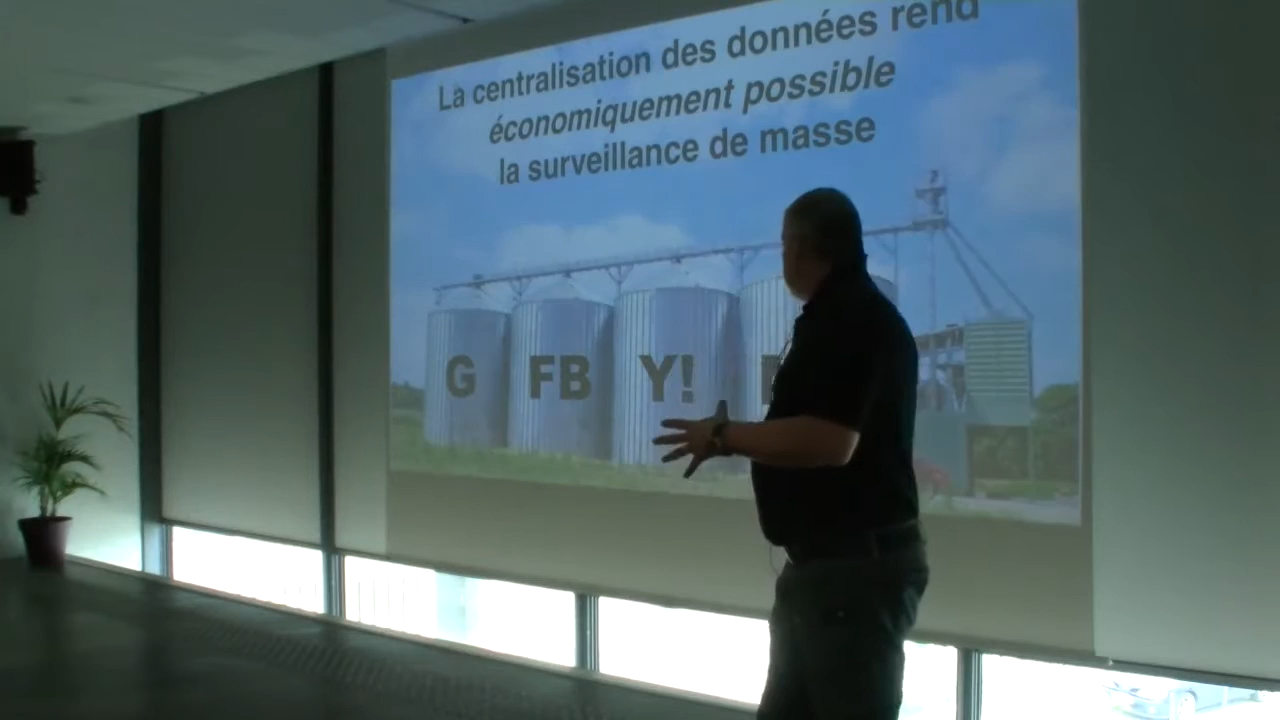 La centralisation des données rend
économiquement possible
la surveillance de masse
G FB Y!